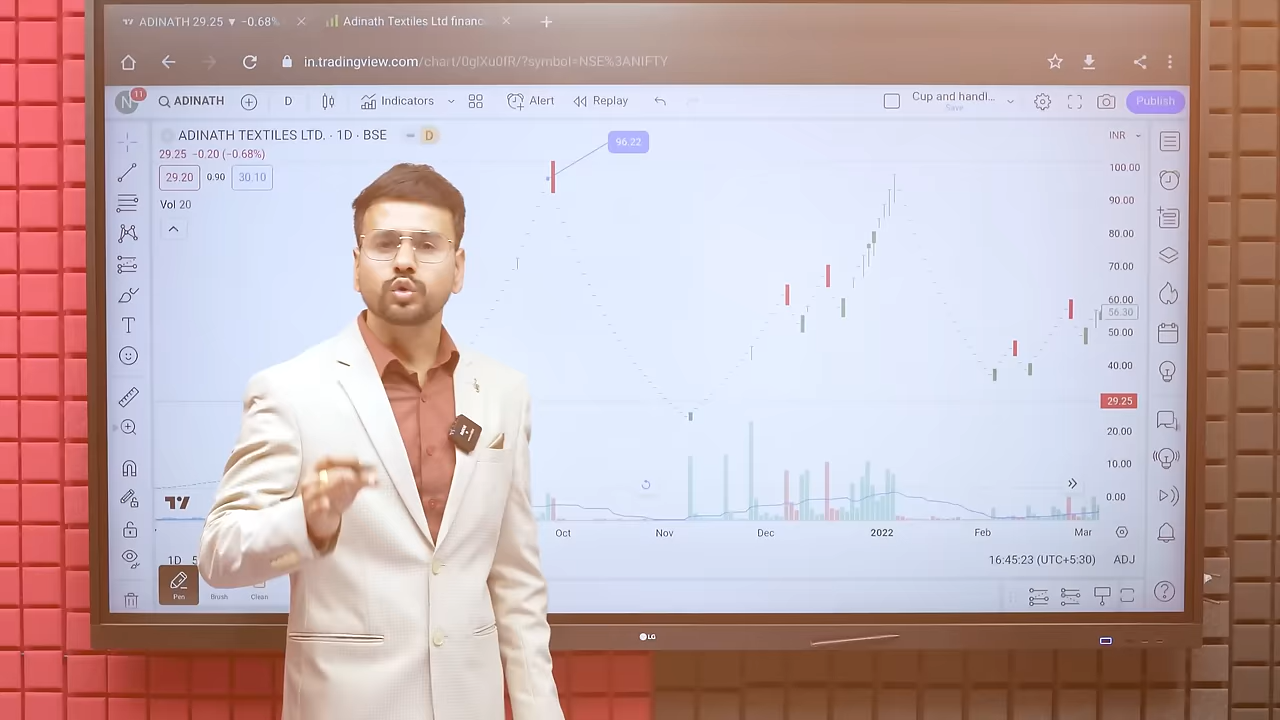 ADINATH 29.25 ▼ −0.68%
Adinath Textiles Ltd financ
in.tradingview.com/chart/0glXu0fR/?symbol=NSE%3ANIFTY
N 11
ADINATH
D
Indicators
Alert
Replay
Cup and handl...
Save
Publish
ADINATH TEXTILES LTD. · 1D · BSE
D
INR
29.25 −0.20 (−0.68%)
29.20 0.90 30.10
Vol 20
96.22
100.00
90.00
80.00
70.00
60.00
56.30
50.00
40.00
29.25
20.00
10.00
0.00
Oct Nov Dec 2022 Feb Mar
1D 5
16:45:23 (UTC+5:30) ADJ
Pen Brush Clean
LG